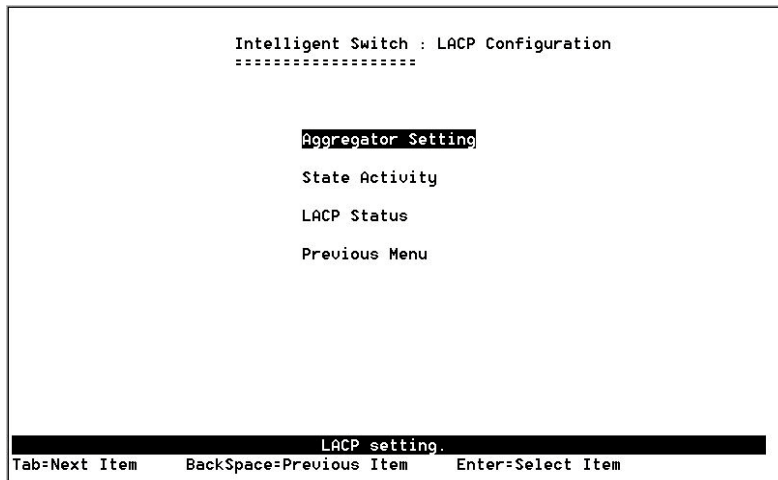 Intelligent Switch : LACP Configuration
===================
Aggregator Setting
State Activity
LACP Status
Previous Menu
LACP setting.
Tab=Next Item BackSpace=Previous Item Enter=Select Item